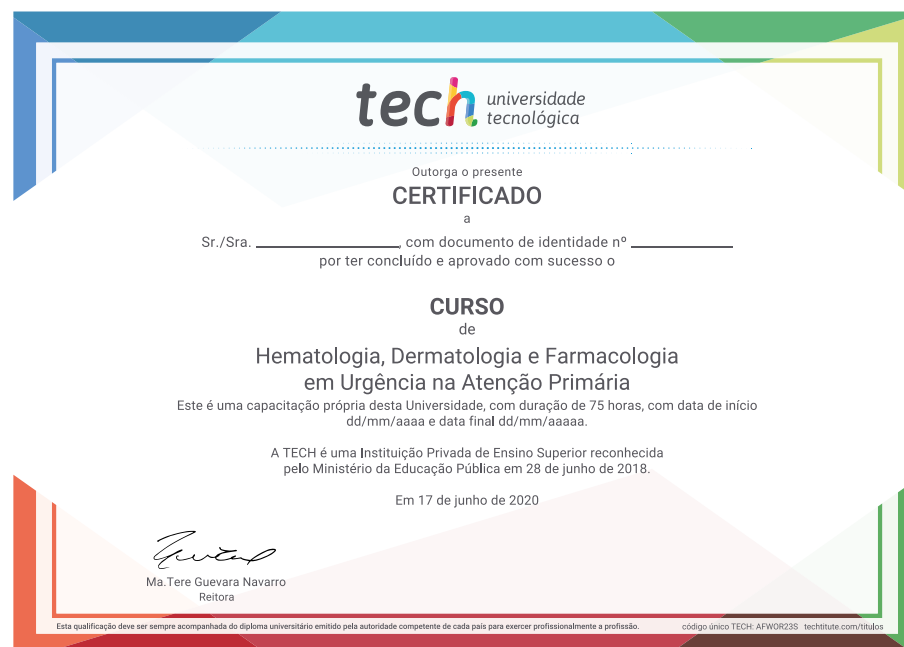 tech universidade
tecnológica
Outorga o presente
CERTIFICADO
a
Sr./Sra. ____________, com documento de identidade nº ____________
por ter concluído e aprovado com sucesso o
CURSO
de
Hematologia, Dermatologia e Farmacologia
em Urgência na Atenção Primária
Este é uma capacitação própria desta Universidade, com duração de 75 horas, com data de início
dd/mm/aaaa e data final dd/mm/aaaaa.
A TECH é uma Instituição Privada de Ensino Superior reconhecida
pelo Ministério da Educação Pública em 28 de junho de 2018.
Em 17 de junho de 2020
Ma.Tere Guevara Navarro
Reitora
Esta qualificação deve ser sempre acompanhada do diploma universitário emitido pela autoridade competente de cada país para exercer profissionalmente a profissão. código único TECH: AFWOR23S techtitute.com/titulos